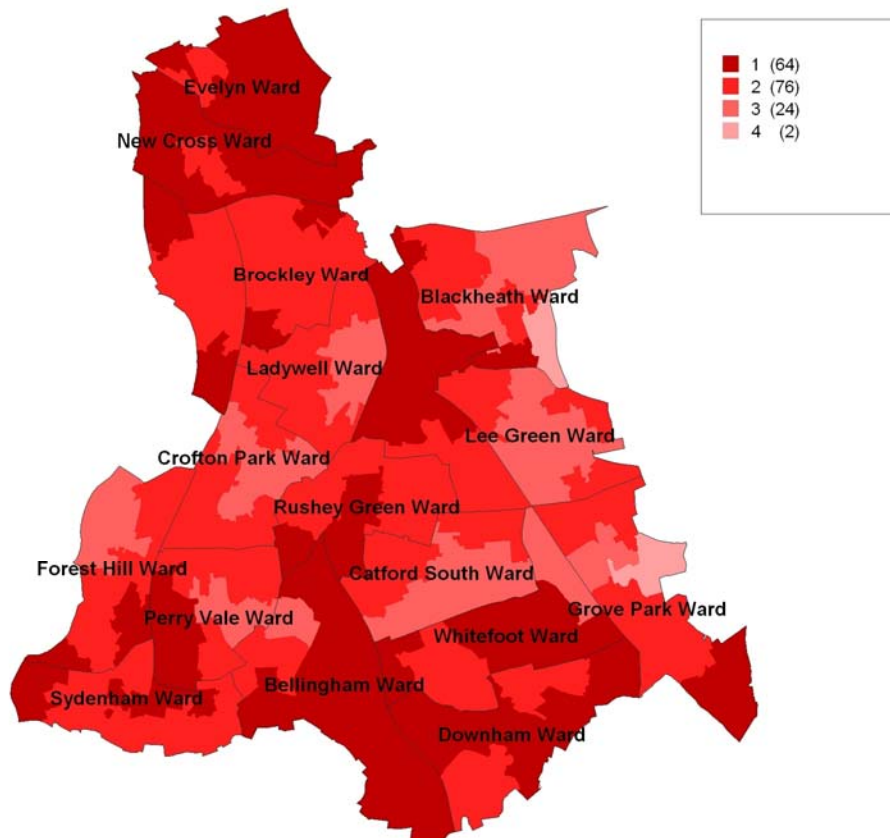 1 (64)
2 (76)
3 (24)
4 (2)
Evelyn Ward
New Cross Ward
Brockley Ward
Blackheath Ward
Ladywell Ward
Lee Green Ward
Crofton Park Ward
Rushey Green Ward
Forest Hill Ward
Catford South Ward
Perry Vale Ward
Grove Park Ward
Whitefoot Ward
Sydenham Ward
Bellingham Ward
Downham Ward